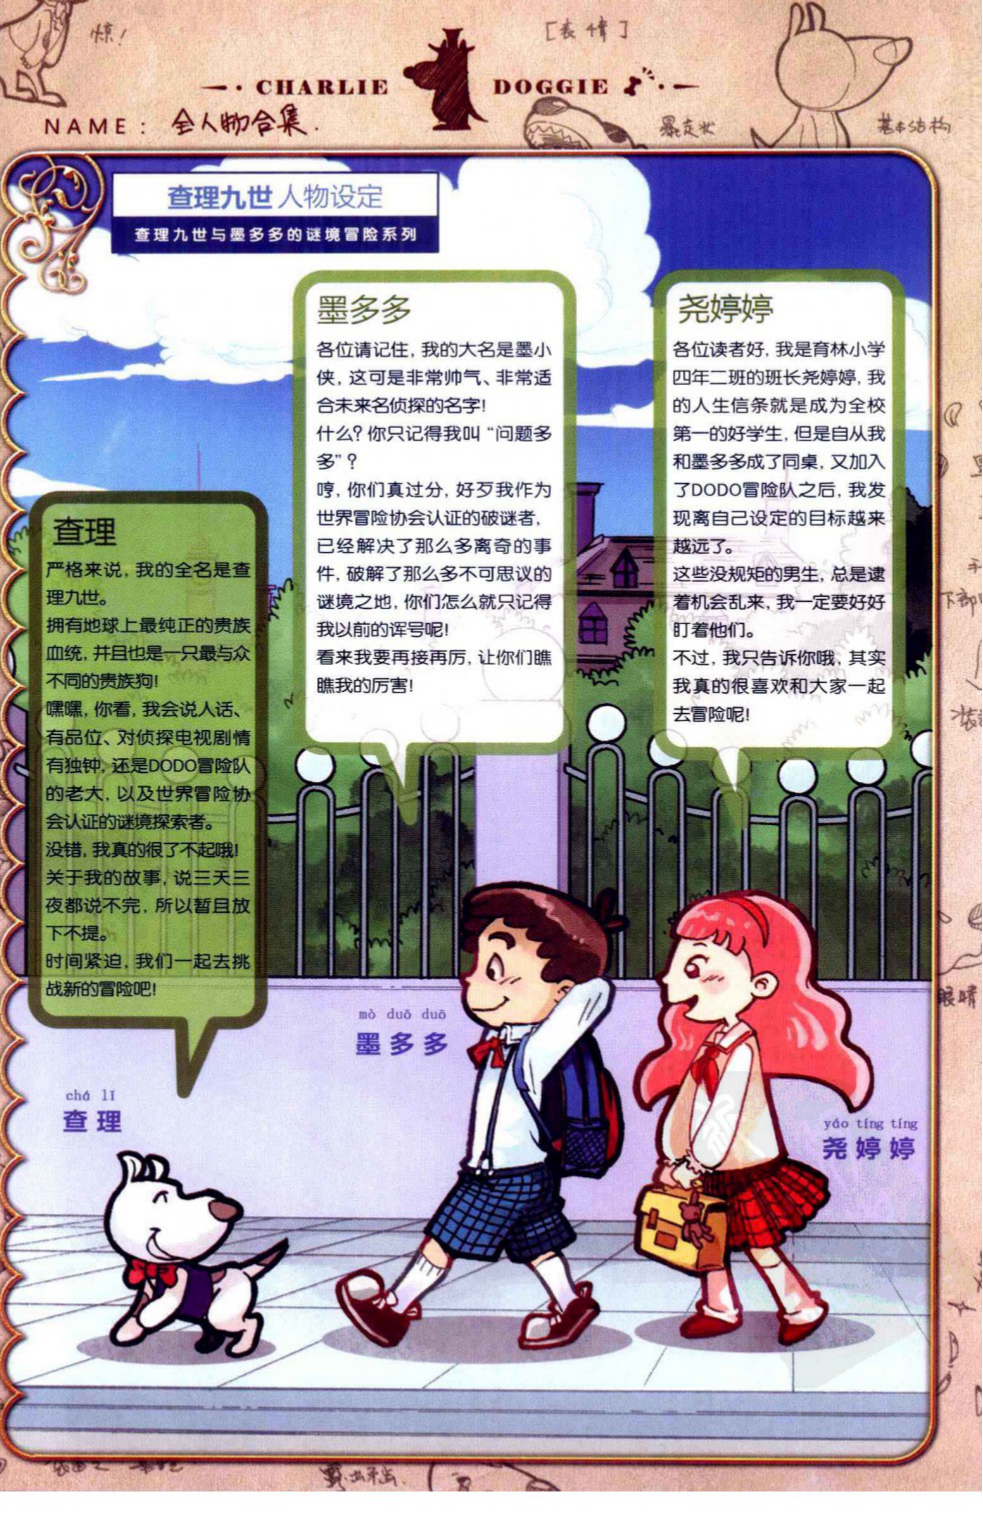 惊!
[表情]
CHARLIE DOGGIE
NAME: 全人物合集.
暴走状
基本结构
查理九世 人物设定
查理九世与墨多多的谜境冒险系列
墨多多
各位请记住，我的大名是墨小
侠，这可是非常帅气、非常适
合未来名侦探的名字!
什么? 你只记得我叫“问题多
多”?
哼，你们真过分，好歹我作为
世界冒险协会认证的破谜者，
已经解决了那么多离奇的事
件，破解了那么多不可思议的
谜境之地，你们怎么就只记得
我以前的诨号呢!
看来我要再接再厉，让你们瞧
瞧我的厉害!
尧婷婷
各位读者好，我是育林小学
四年二班的班长尧婷婷，我
的人生信条就是成为全校
第一的好学生，但是自从我
和墨多多成了同桌，又加入
了DODO冒险队之后，我发
现离自己设定的目标越来
越远了。
这些没规矩的男生，总是逮
着机会乱来，我一定要好好
盯着他们。
不过，我只告诉你哦，其实
我真的很喜欢和大家一起
去冒险呢!
查理
严格来说，我的全名是查
理九世。
拥有地球上最纯正的贵族
血统，并且也是一只最与众
不同的贵族狗!
嘿嘿，你看，我会说人话、
有品位、对侦探电视剧情
有独钟，还是DODO冒险队
的老大，以及世界冒险协
会认证的谜境探索者。
没错，我真的很了不起哦!
关于我的故事，说三天三
夜都说不完，所以暂且放
下不提。
时间紧迫，我们一起去挑
战新的冒险吧!
mò duō duō
墨多多
chá lǐ
查理
yáo tíng tíng
尧婷婷
下部
眼睛